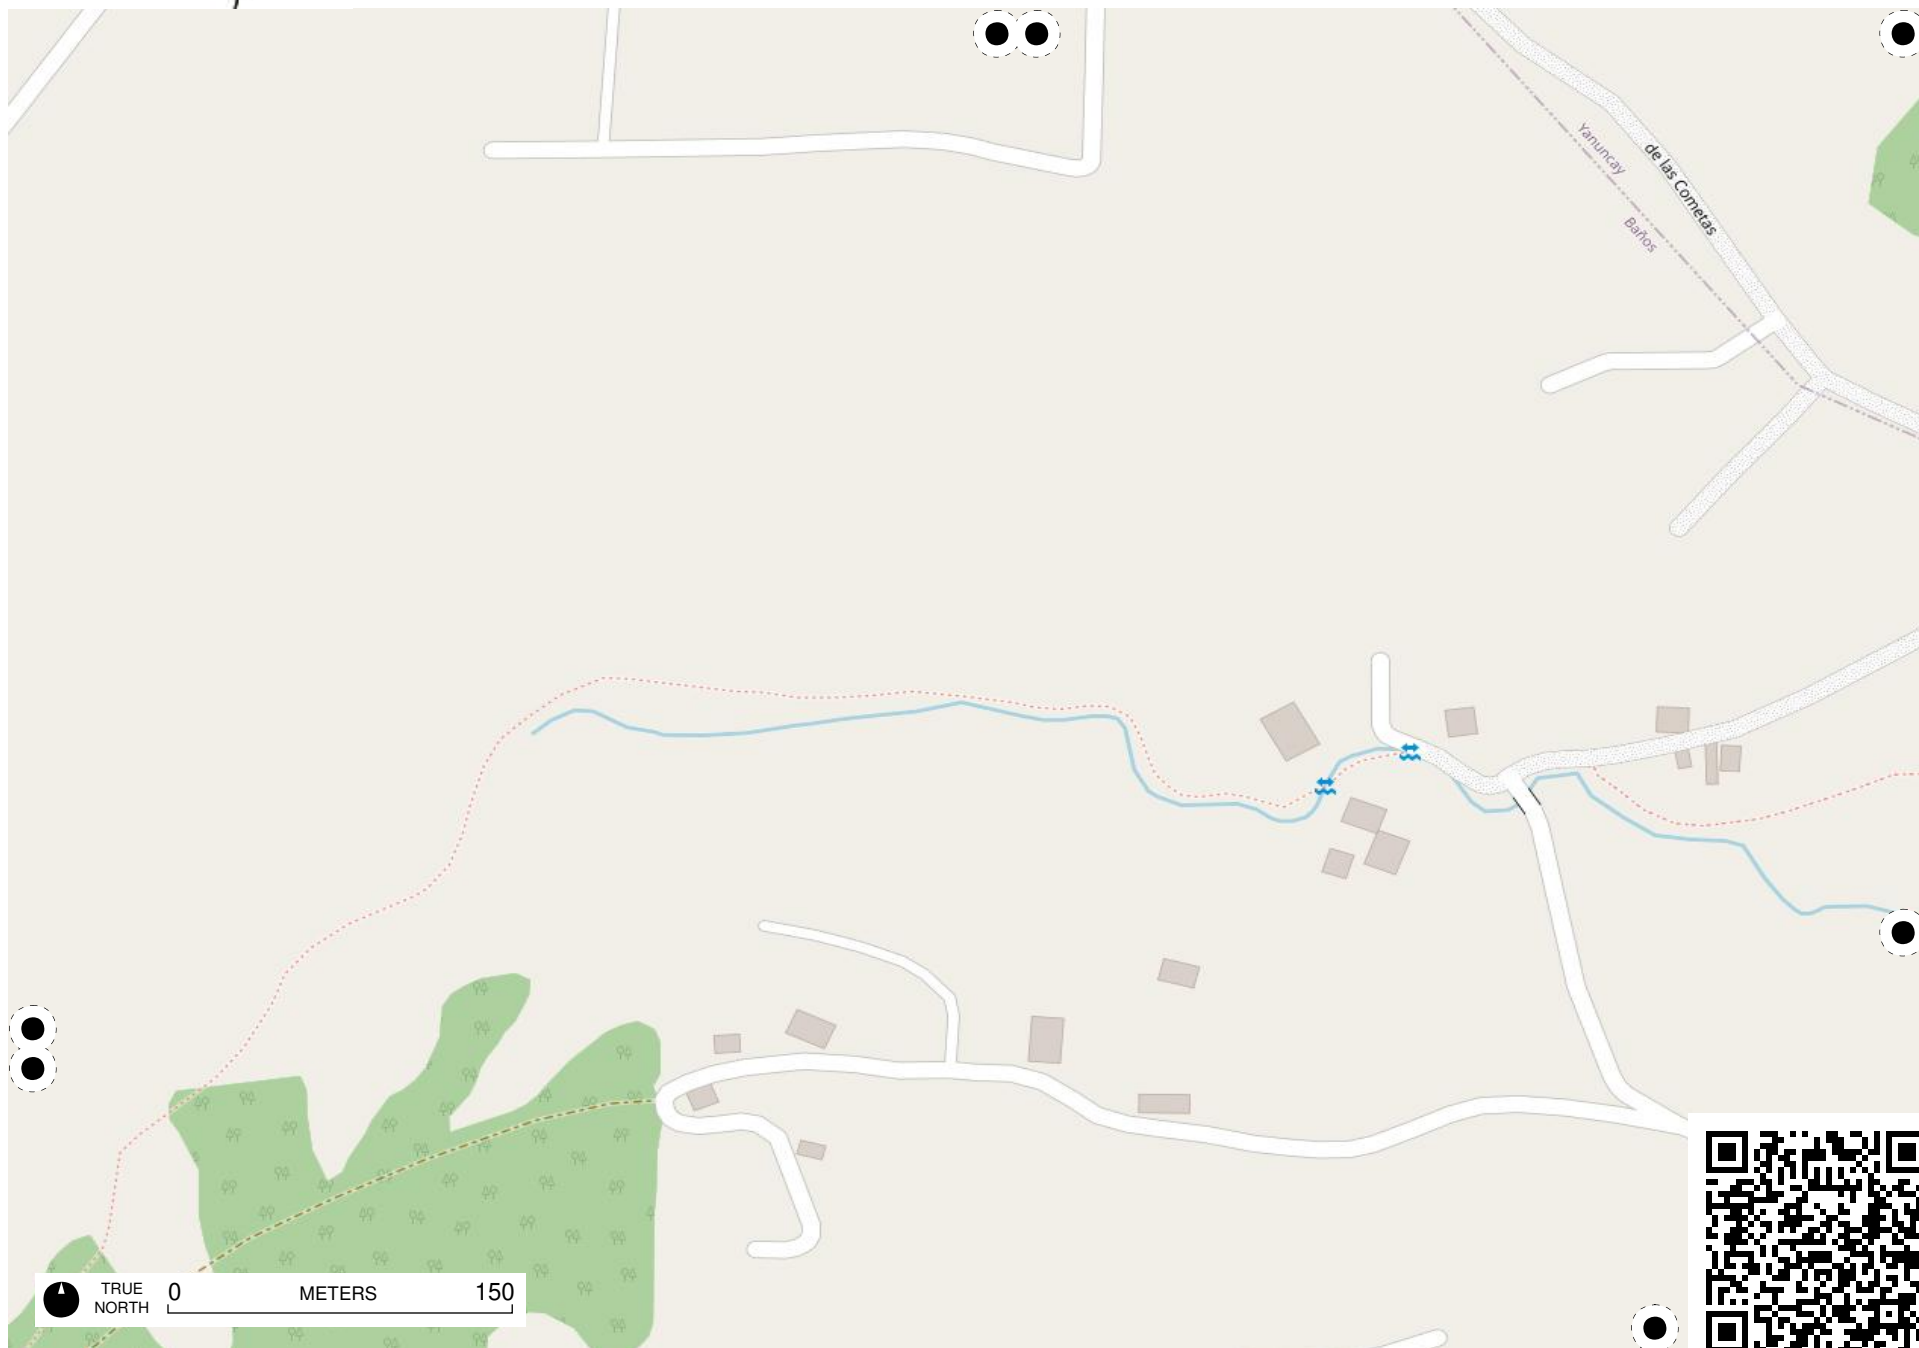 Yanuncay
de las Cometas
Baños
TRUE
NORTH
0 METERS 150